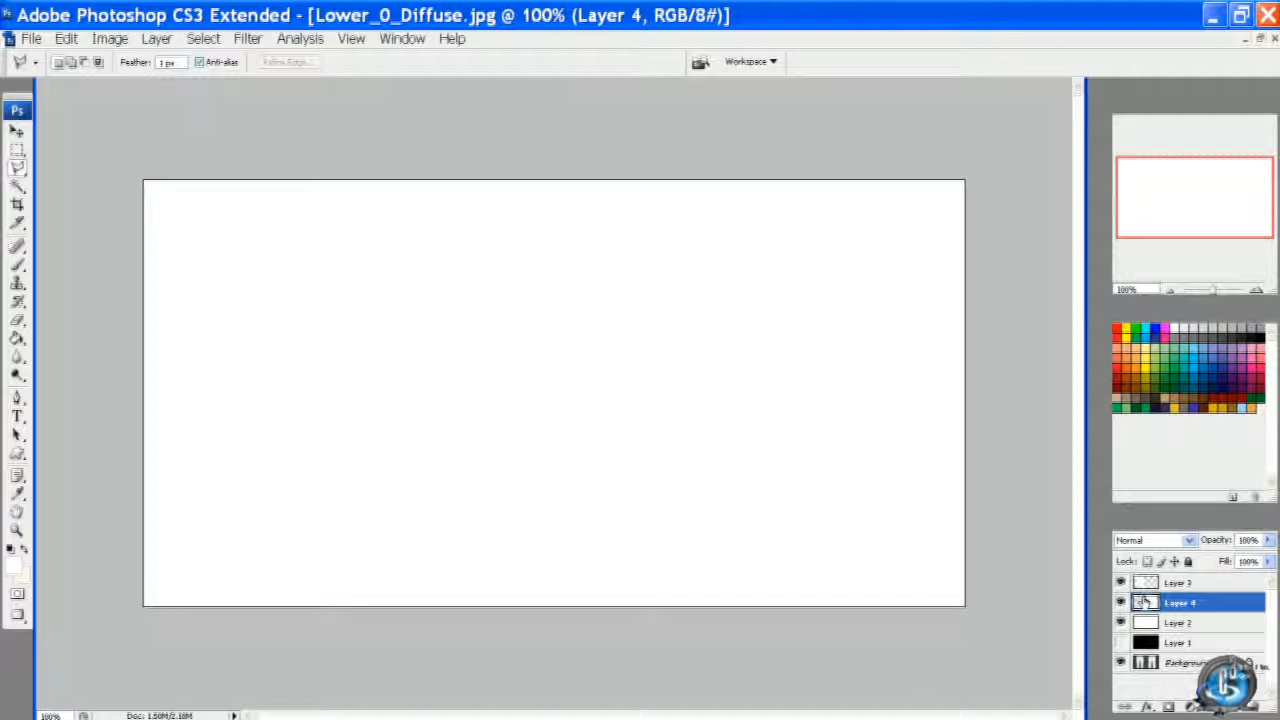 Adobe Photoshop CS3 Extended - [Lower_0_Diffuse.jpg @ 100% (Layer 4, RGB/8#)]
File Edit Image Layer Select Filter Analysis View Window Help
Feather: 1 px Anti-alias Refine Edge... Workspace
Ps
100%
Normal Opacity: 100%
Lock: Fill: 100%
Layer 3
Layer 4
Layer 2
Layer 1
100% Doc: 1.50M/2.18M